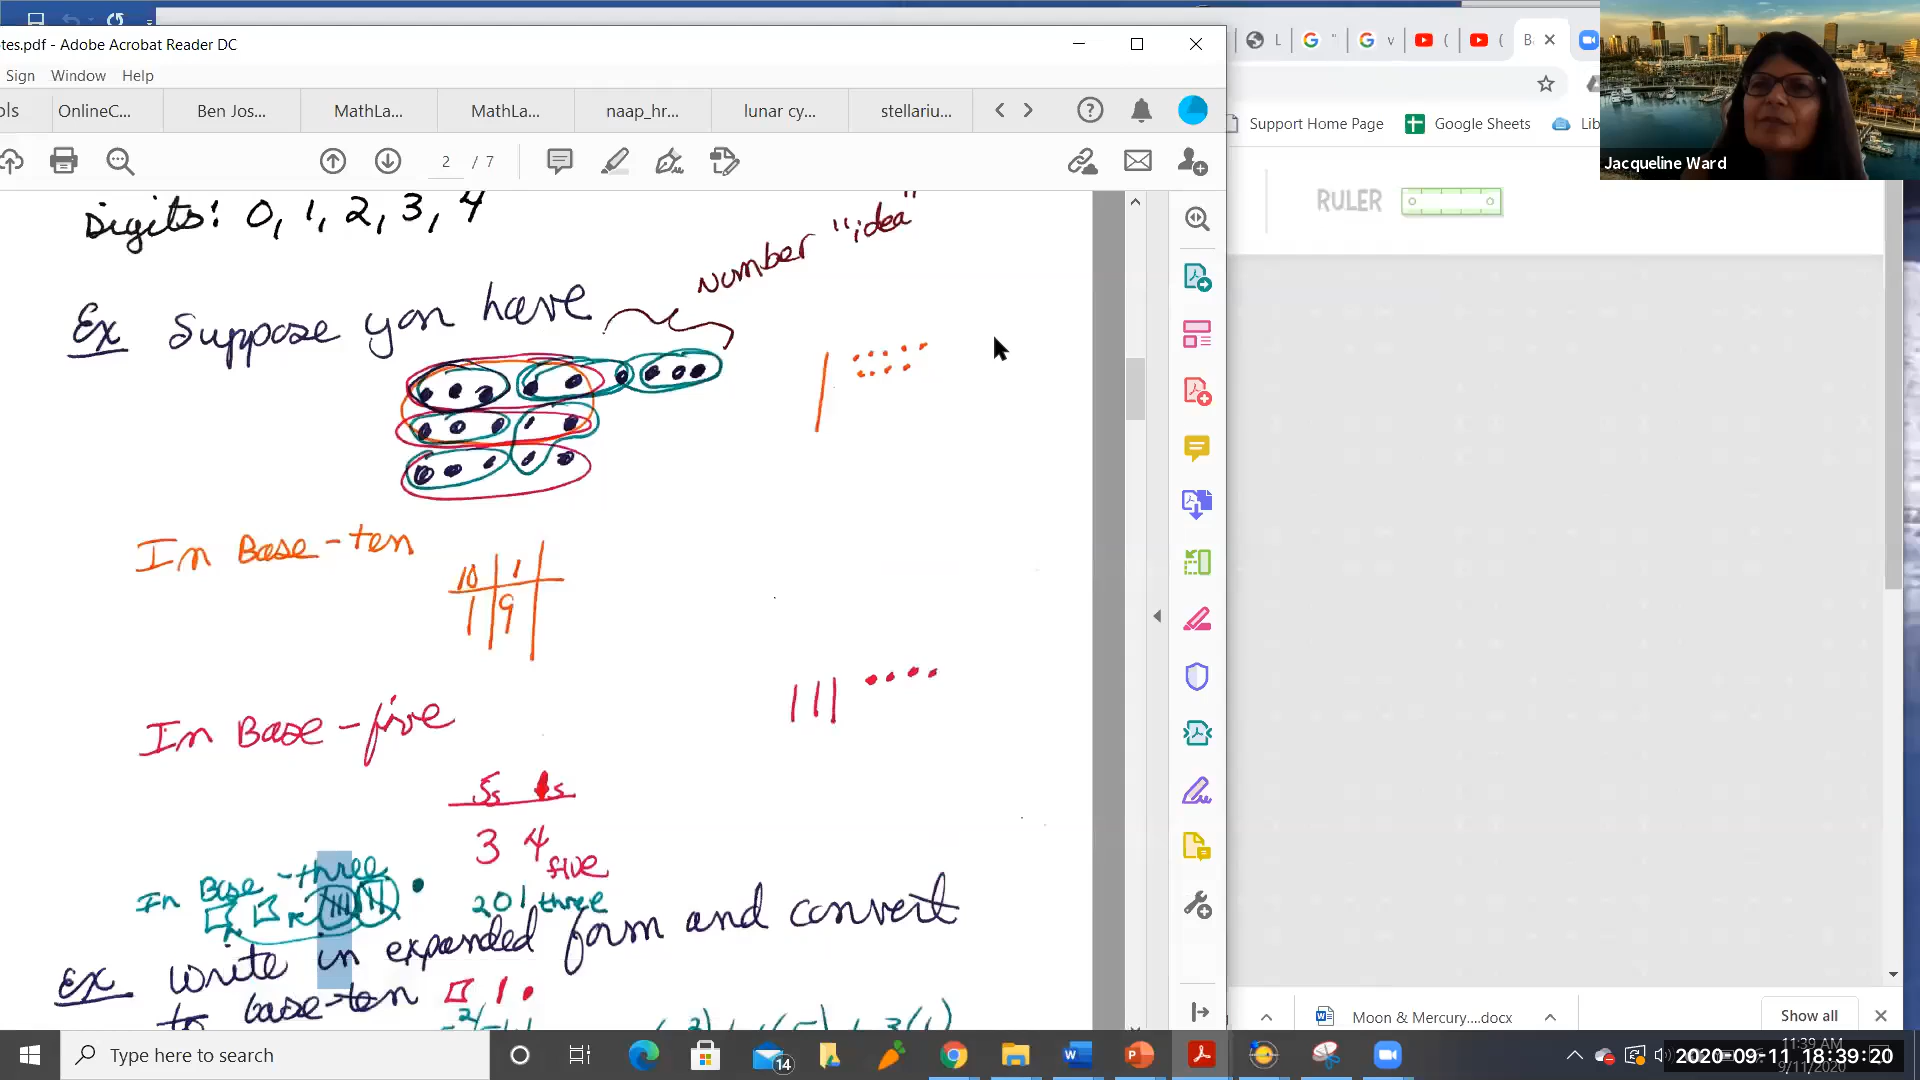 tes.pdf - Adobe Acrobat Reader DC
Sign Window Help
ols OnlineC... Ben Jos... MathLa... MathLa... naap_hr... lunar cy... stellariu...
2 / 7
L " v ( ( B
Support Home Page Google Sheets Lib
RULER
Jacqueline Ward
Digits: 0, 1, 2, 3, 4
Number "idea"
Ex Suppose you have
In Base-ten
10 1
1 9
In Base-five
5s 1s
3 4 five
In Base-three
201 three
Ex Write in expanded form and convert
to base-ten
Moon & Mercury....docx
Show all
Type here to search
14
11:39 AM
9/11/2020
2020-09-11 18:39:20